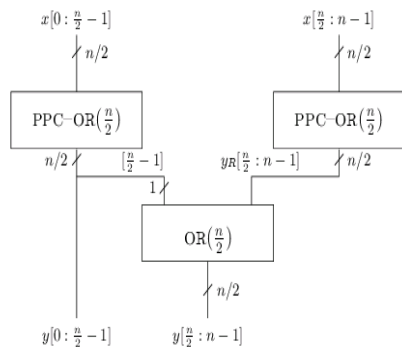 x[0 : n/2 −1] x[n/2 : n−1]
n/2 n/2
PPC–OR(n/2) PPC–OR(n/2)
n/2 [n/2 −1] yR[n/2 : n−1] n/2
1
OR(n/2)
n/2
y[0 : n/2 −1] y[n/2 : n−1]